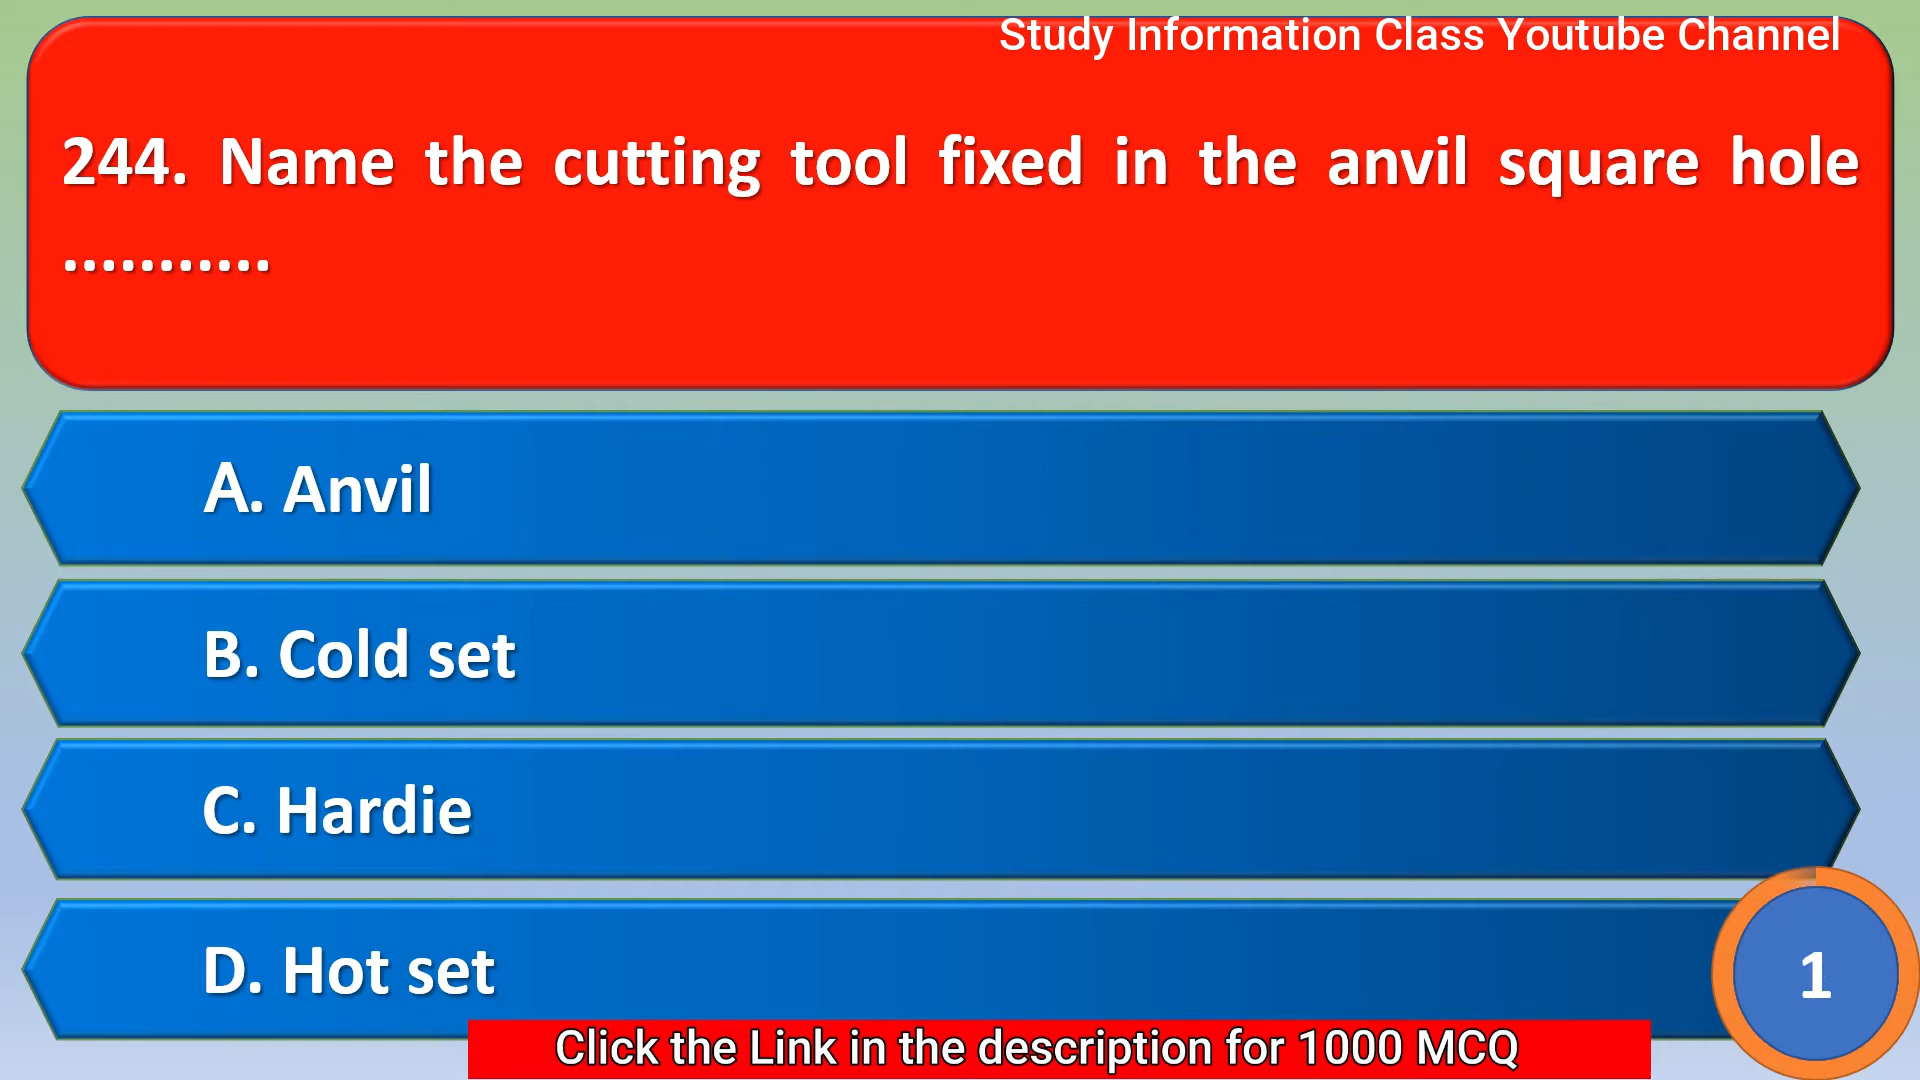 Study Information Class Youtube Channel
244. Name the cutting tool fixed in the anvil square hole
...........
A. Anvil
B. Cold set
C. Hardie
D. Hot set
1
Click the Link in the description for 1000 MCQ